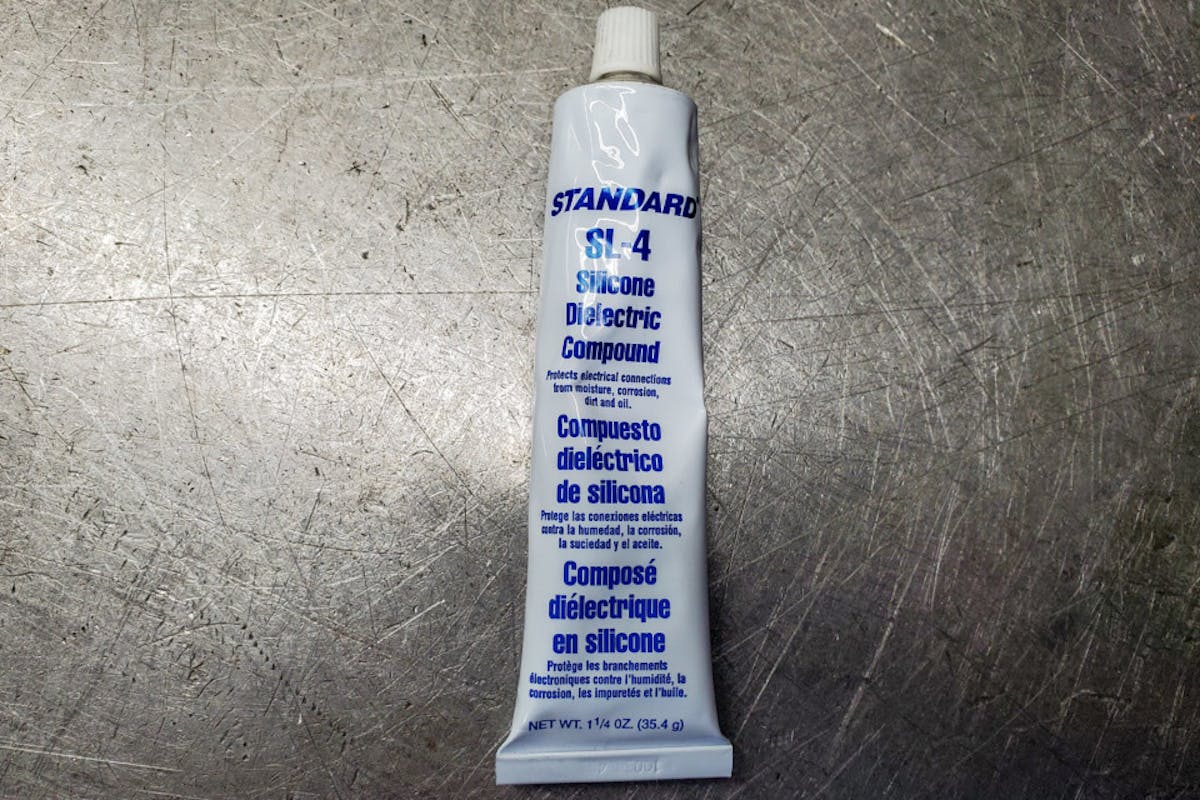 STANDARD
SL-4
Silicone
Dielectric
Compound
Protects electrical connections
from moisture, corrosion,
dirt and oil.
Compuesto
dieléctrico
de silicona
Protege las conexiones eléctricas
contra la humedad, la corrosión,
la suciedad y el aceite.
Composé
diélectrique
en silicone
Protège les branchements
électroniques contre l'humidité, la
corrosion, les impuretés et l'huile.
NET WT. 1 1/4 OZ. (35.4 g)